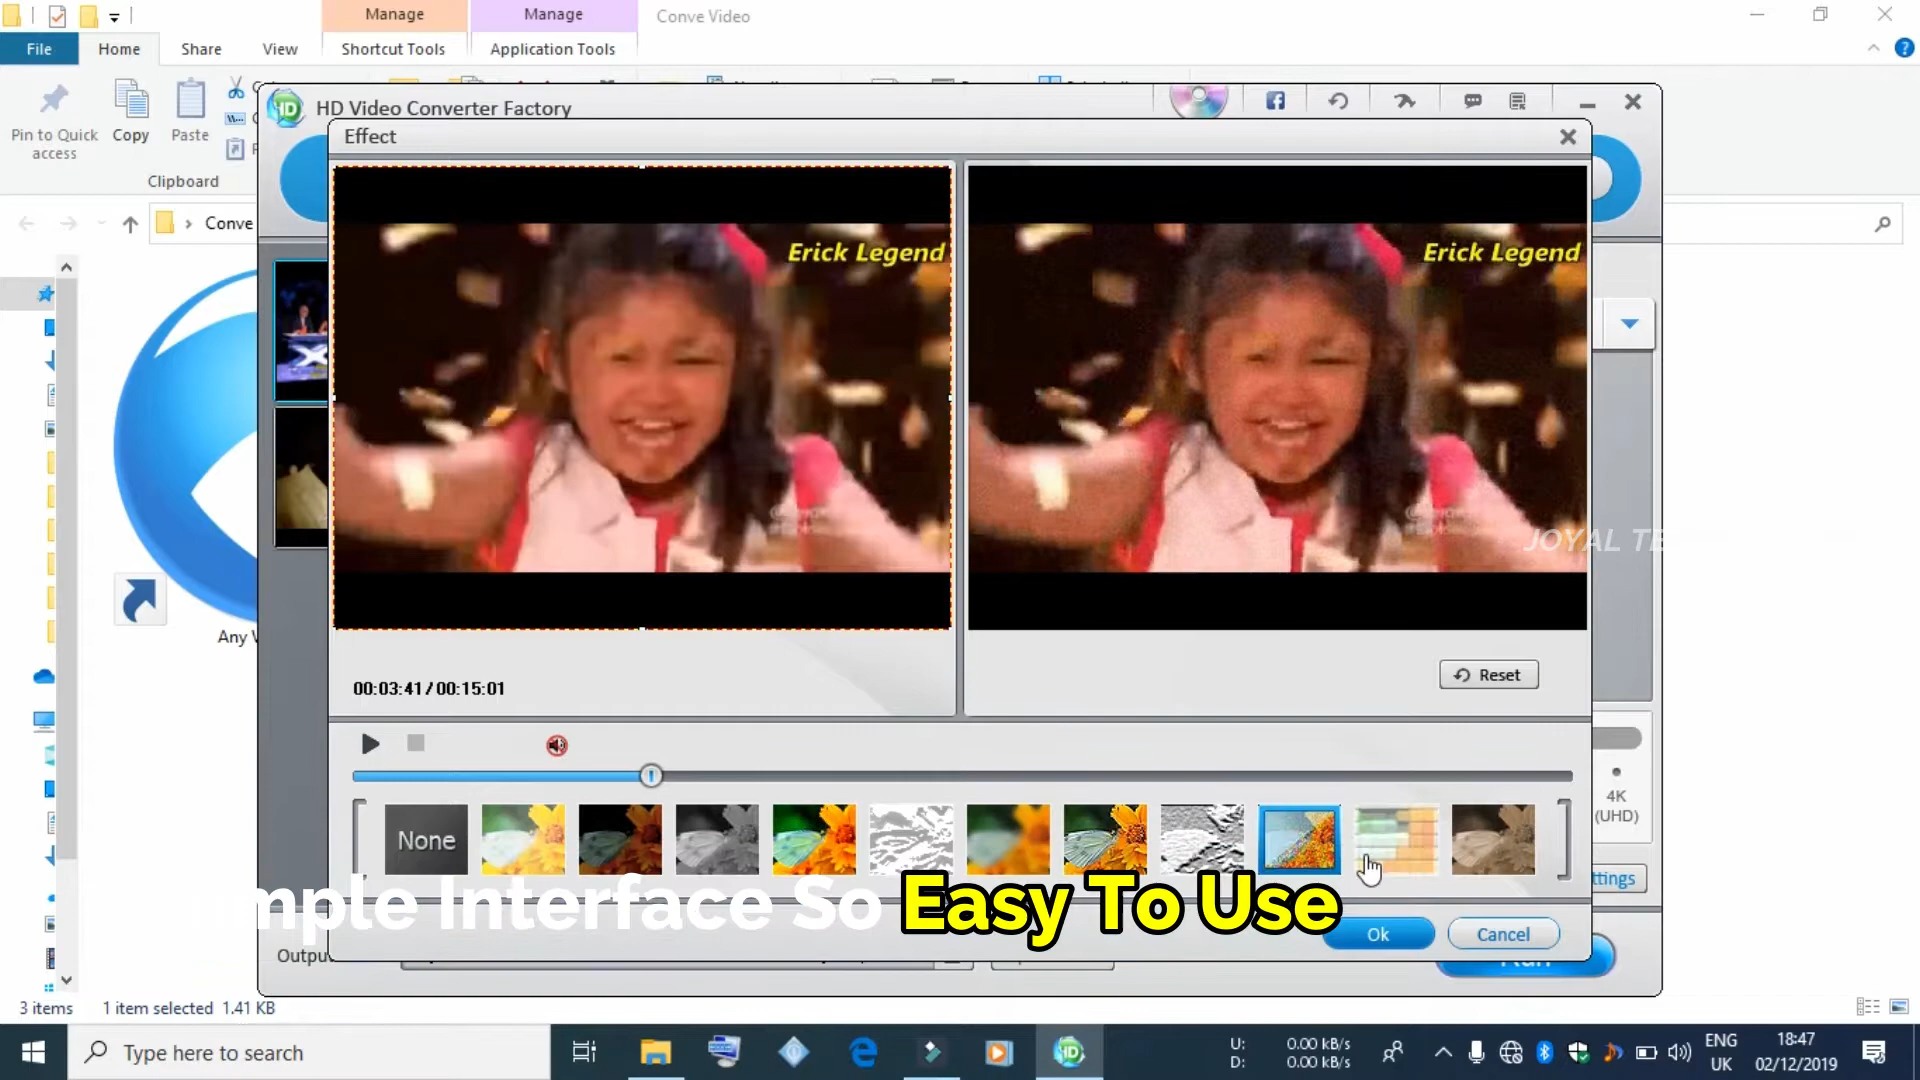 Manage
Manage
Conve Video
File
Home
Share
View
Shortcut Tools
Application Tools
Pin to Quick access
Copy
Paste
Clipboard
HD Video Converter Factory
Effect
Conve
Erick Legend
Erick Legend
JOYAL TE
Any
00:03:41 / 00:15:01
Reset
None
4K
(UHD)
ttings
mple Interface So Easy To Use
Ok
Cancel
Outpu
Run
3 items
1 item selected 1.41 KB
Type here to search
U: 0.00 kB/s
D: 0.00 kB/s
ENG
UK
18:47
02/12/2019